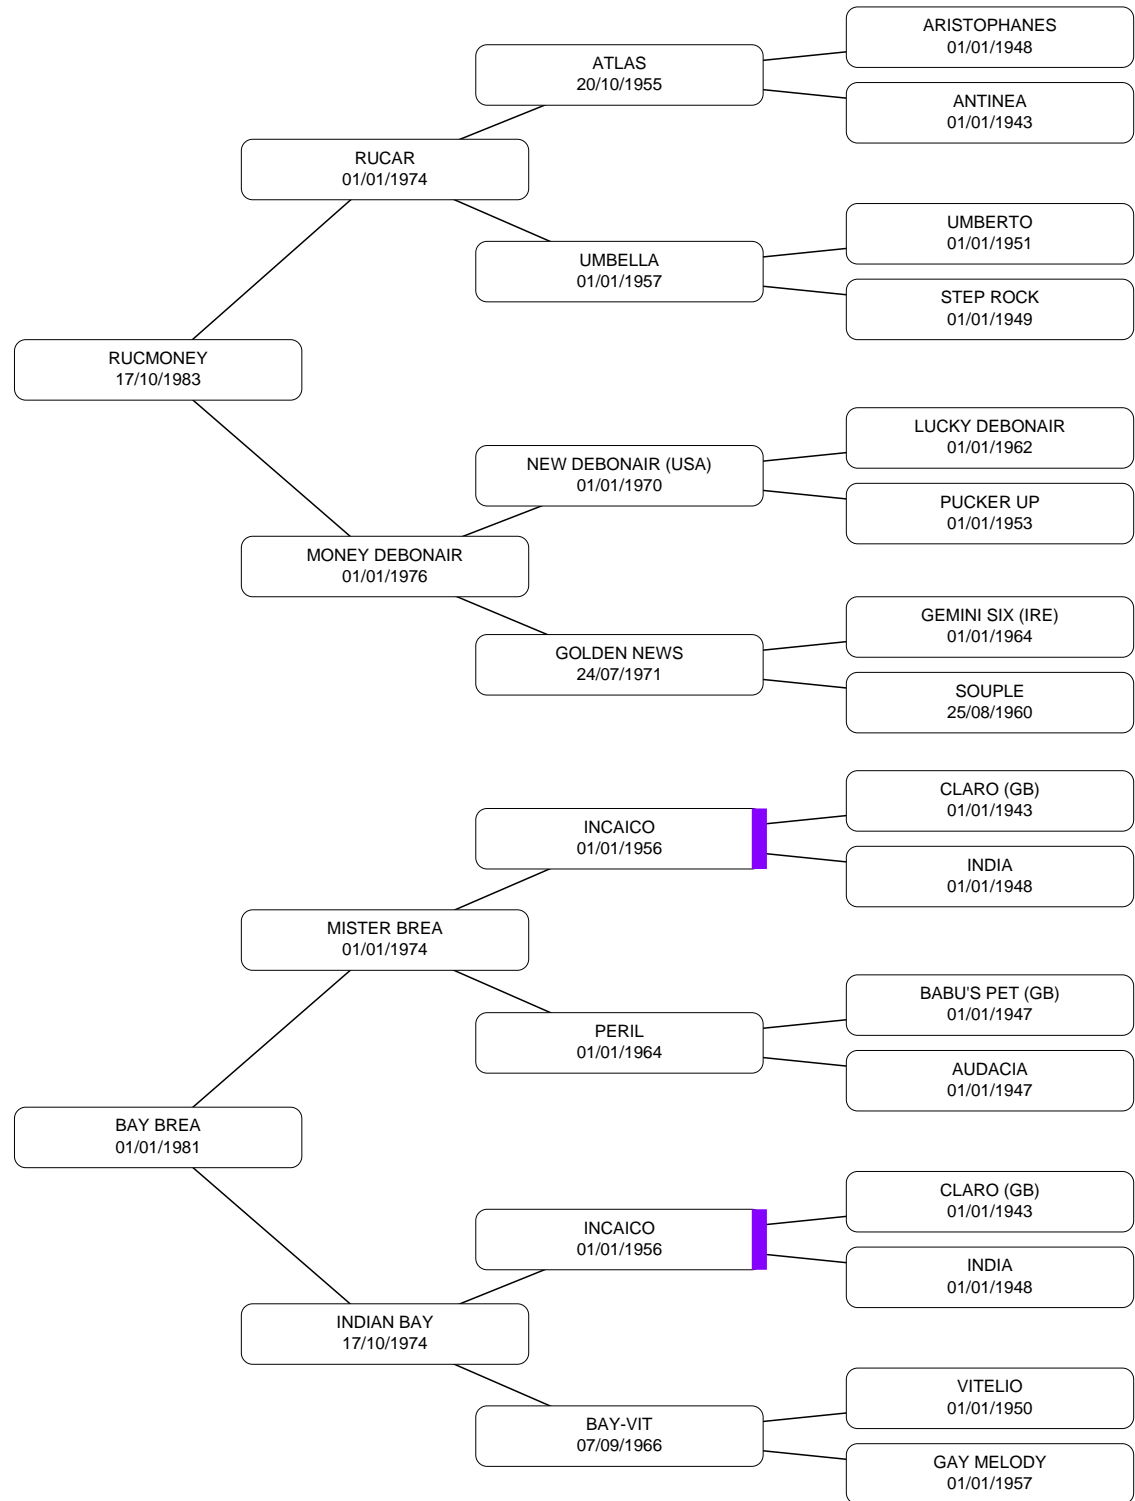 ARISTOPHANES
01/01/1948
ATLAS
20/10/1955
ANTINEA
01/01/1943
RUCAR
01/01/1974
UMBERTO
01/01/1951
UMBELLA
01/01/1957
STEP ROCK
01/01/1949
RUCMONEY
17/10/1983
LUCKY DEBONAIR
01/01/1962
NEW DEBONAIR (USA)
01/01/1970
PUCKER UP
01/01/1953
MONEY DEBONAIR
01/01/1976
GEMINI SIX (IRE)
01/01/1964
GOLDEN NEWS
24/07/1971
SOUPLE
25/08/1960
CLARO (GB)
01/01/1943
INCAICO
01/01/1956
INDIA
01/01/1948
MISTER BREA
01/01/1974
BABU'S PET (GB)
01/01/1947
PERIL
01/01/1964
AUDACIA
01/01/1947
BAY BREA
01/01/1981
CLARO (GB)
01/01/1943
INCAICO
01/01/1956
INDIA
01/01/1948
INDIAN BAY
17/10/1974
VITELIO
01/01/1950
BAY-VIT
07/09/1966
GAY MELODY
01/01/1957